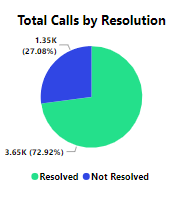 Total Calls by Resolution
1.35K
(27.08%)
3.65K (72.92%)
Resolved Not Resolved